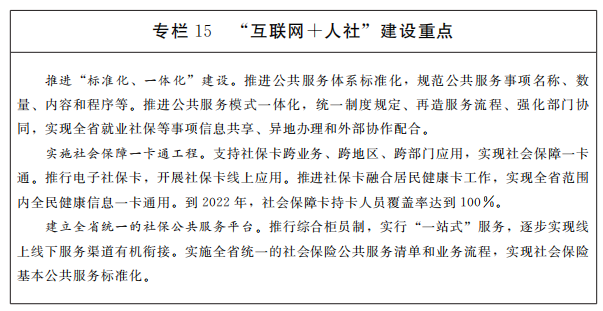 专栏 15 “互联网＋人社”建设重点
推进“标准化、一体化”建设。推进公共服务体系标准化，规范公共服务事项名称、数
量、内容和程序等。推进公共服务模式一体化，统一制度规定、再造服务流程、强化部门协
同，实现全省就业社保等事项信息共享、异地办理和外部协作配合。
实施社会保障一卡通工程。支持社保卡跨业务、跨地区、跨部门应用，实现社会保障一卡
通。推行电子社保卡，开展社保卡线上应用。推进社保卡融合居民健康卡工作，实现全省范围
内全民健康信息一卡通用。到 2022 年，社会保障卡持卡人员覆盖率达到 100％。
建立全省统一的社保公共服务平台。推行综合柜员制，实行“一站式”服务，逐步实现线
上线下服务渠道有机衔接。实施全省统一的社会保险公共服务清单和业务流程，实现社会保险
基本公共服务标准化。